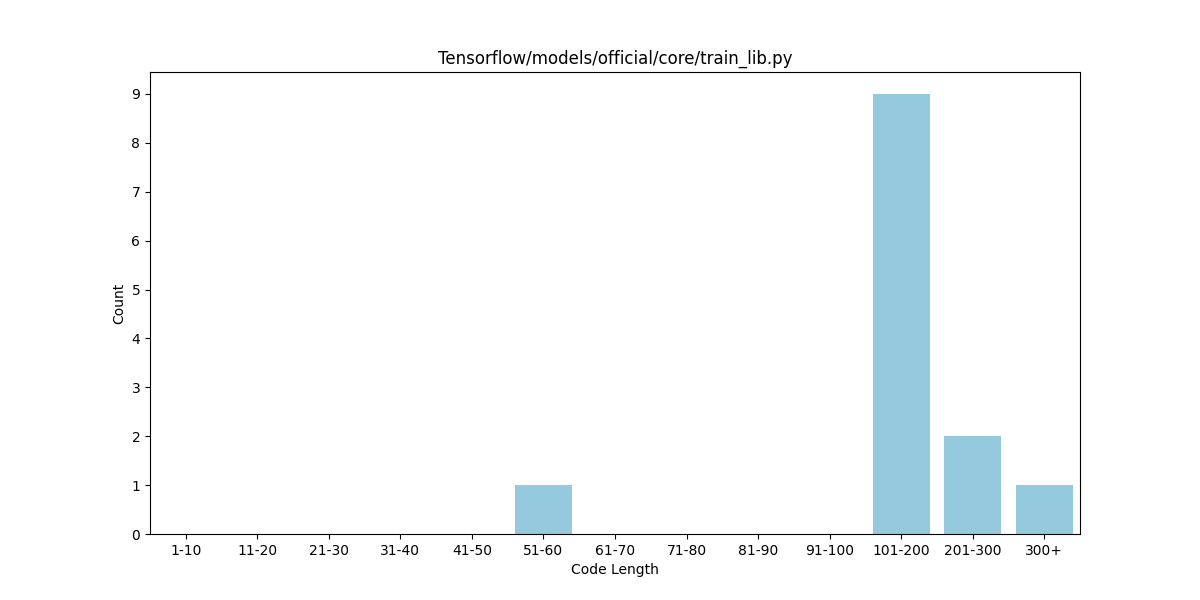 Tensorflow/models/official/core/train_lib.py
9
8
7
6
5
4
3
2
1
0
Count
1-10 11-20 21-30 31-40 41-50 51-60 61-70 71-80 81-90 91-100 101-200 201-300 300+
Code Length